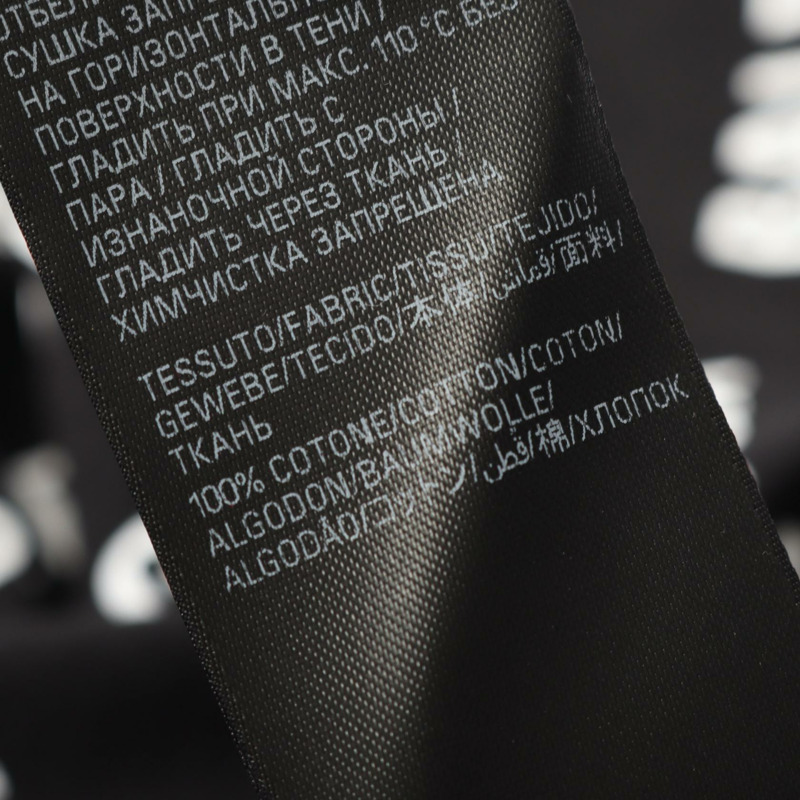 СУШКА ЗАПРЕ
НА ГОРИЗОНТАЛЬНО
ПОВЕРХНОСТИ В ТЕНИ /
ГЛАДИТЬ ПРИ МАКС. 110°C БЕЗ
ПАРА / ГЛАДИТЬ С
ИЗНАНОЧНОЙ СТОРОНЫ /
ГЛАДИТЬ ЧЕРЕЗ ТКАНЬ /
ХИМЧИСТКА ЗАПРЕЩЕНА
TESSUTO/FABRIC/TISSU/TEJIDO/
GEWEBE/TECIDO/本体/قماش/面料/
ТКАНЬ
100% COTONE/COTTON/COTON/
ALGODON/BAUMWOLLE/
ALGODÃO/コットン/قطن/棉/ХЛОПОК